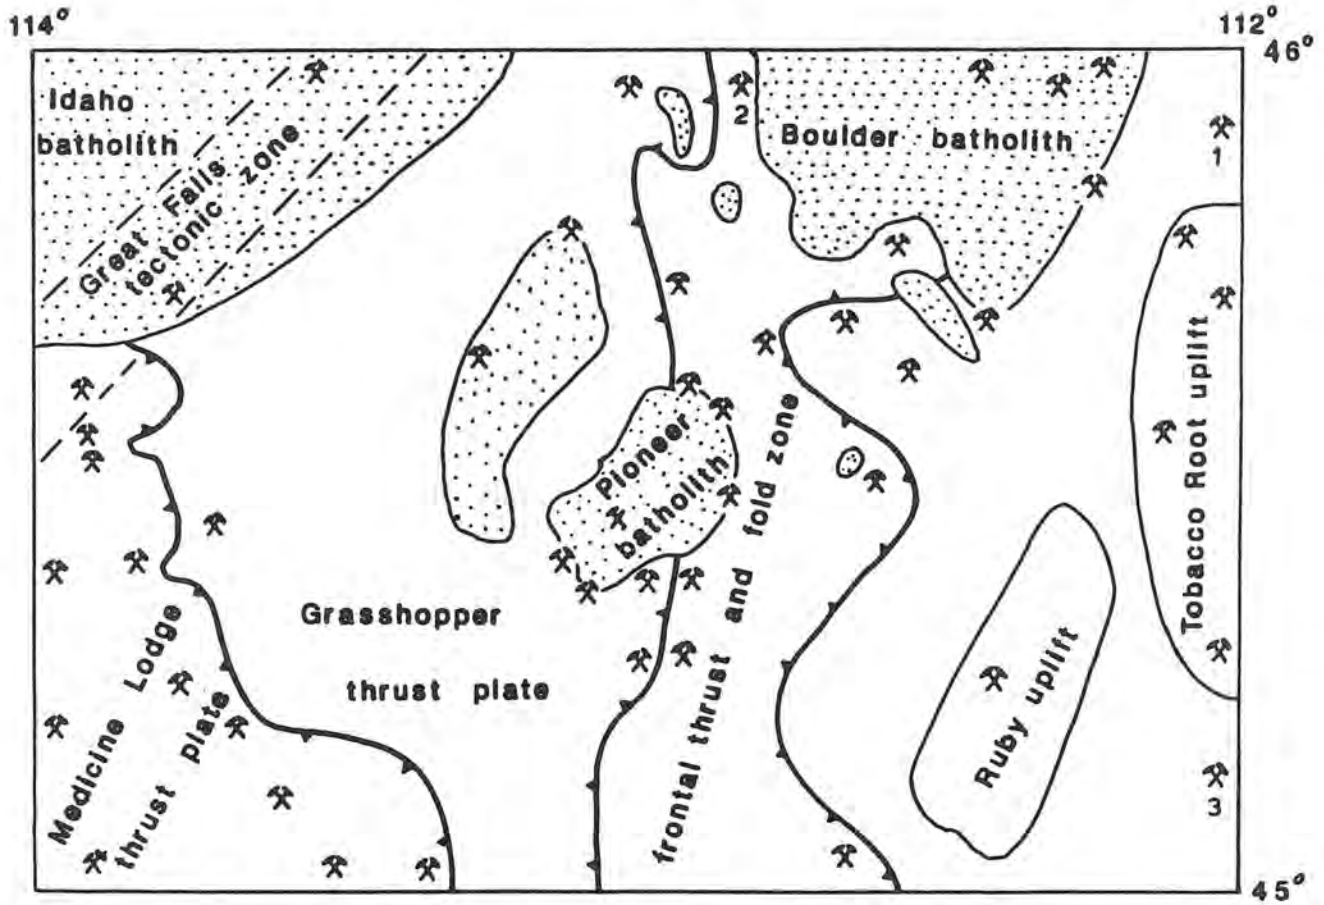 114°
112°
46°
Idaho
batholith
Great Falls
tectonic zone
2
Boulder batholith
1
Tobacco Root uplift
Pioneer
batholith
frontal thrust and fold zone
Grasshopper
thrust plate
Medicine Lodge
thrust plate
Ruby uplift
3
45°